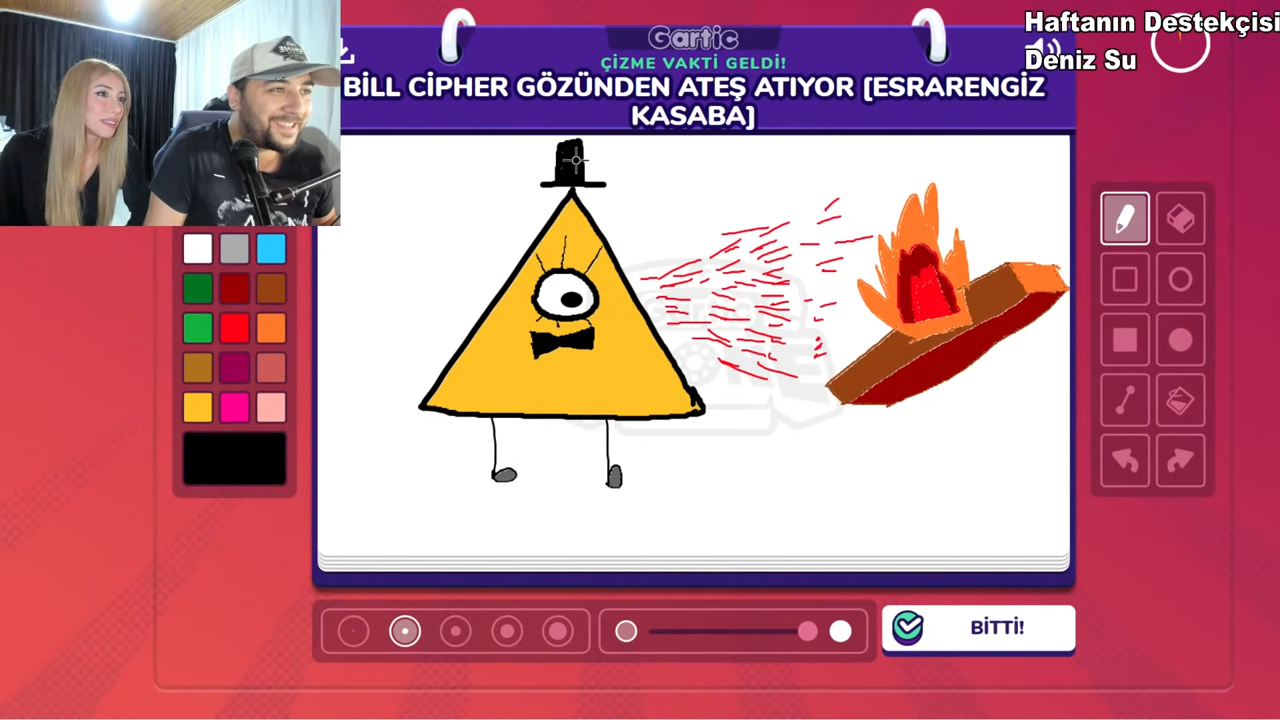 Haftanın Destekçisi
Deniz Su
Gartic
ÇİZME VAKTİ GELDİ!
BİLL CİPHER GÖZÜNDEN ATEŞ ATIYOR [ESRARENGİZ
KASABA]
BİTTİ!